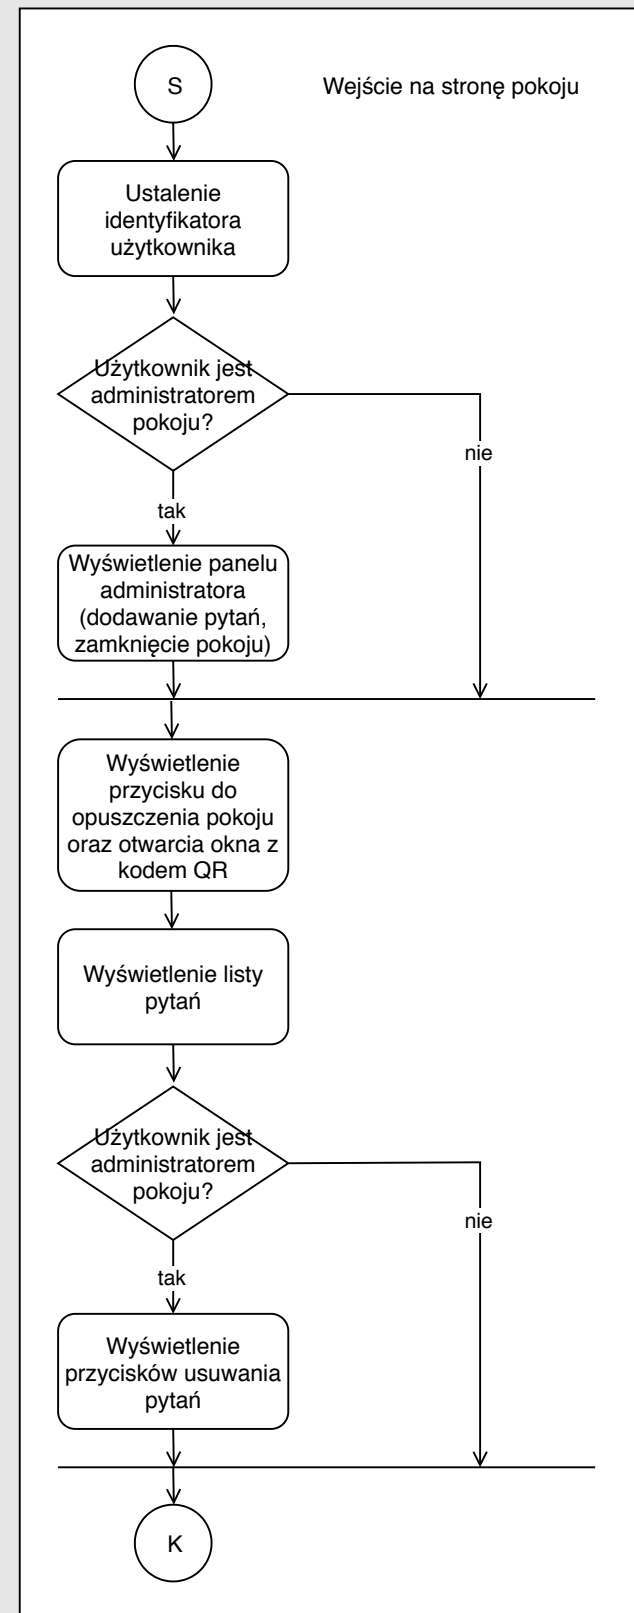 S
Wejście na stronę pokoju
Ustalenie
identyfikatora
użytkownika
Użytkownik jest
administratorem
pokoju?
nie
tak
Wyświetlenie panelu
administratora
(dodawanie pytań,
zamknięcie pokoju)
Wyświetlenie
przycisku do
opuszczenia pokoju
oraz otwarcia okna z
kodem QR
Wyświetlenie listy
pytań
Użytkownik jest
administratorem
pokoju?
nie
tak
Wyświetlenie
przycisków usuwania
pytań
K